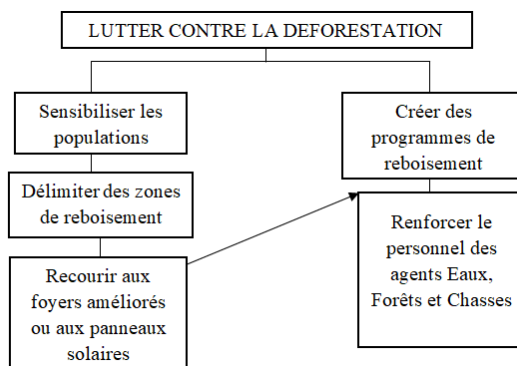 LUTTER CONTRE LA DEFORESTATION
Sensibiliser les
populations
Délimiter des zones
de reboisement
Recourir aux
foyers améliorés
ou aux panneaux
solaires
Créer des
programmes de
reboisement
Renforcer le
personnel des
agents Eaux,
Forêts et Chasses